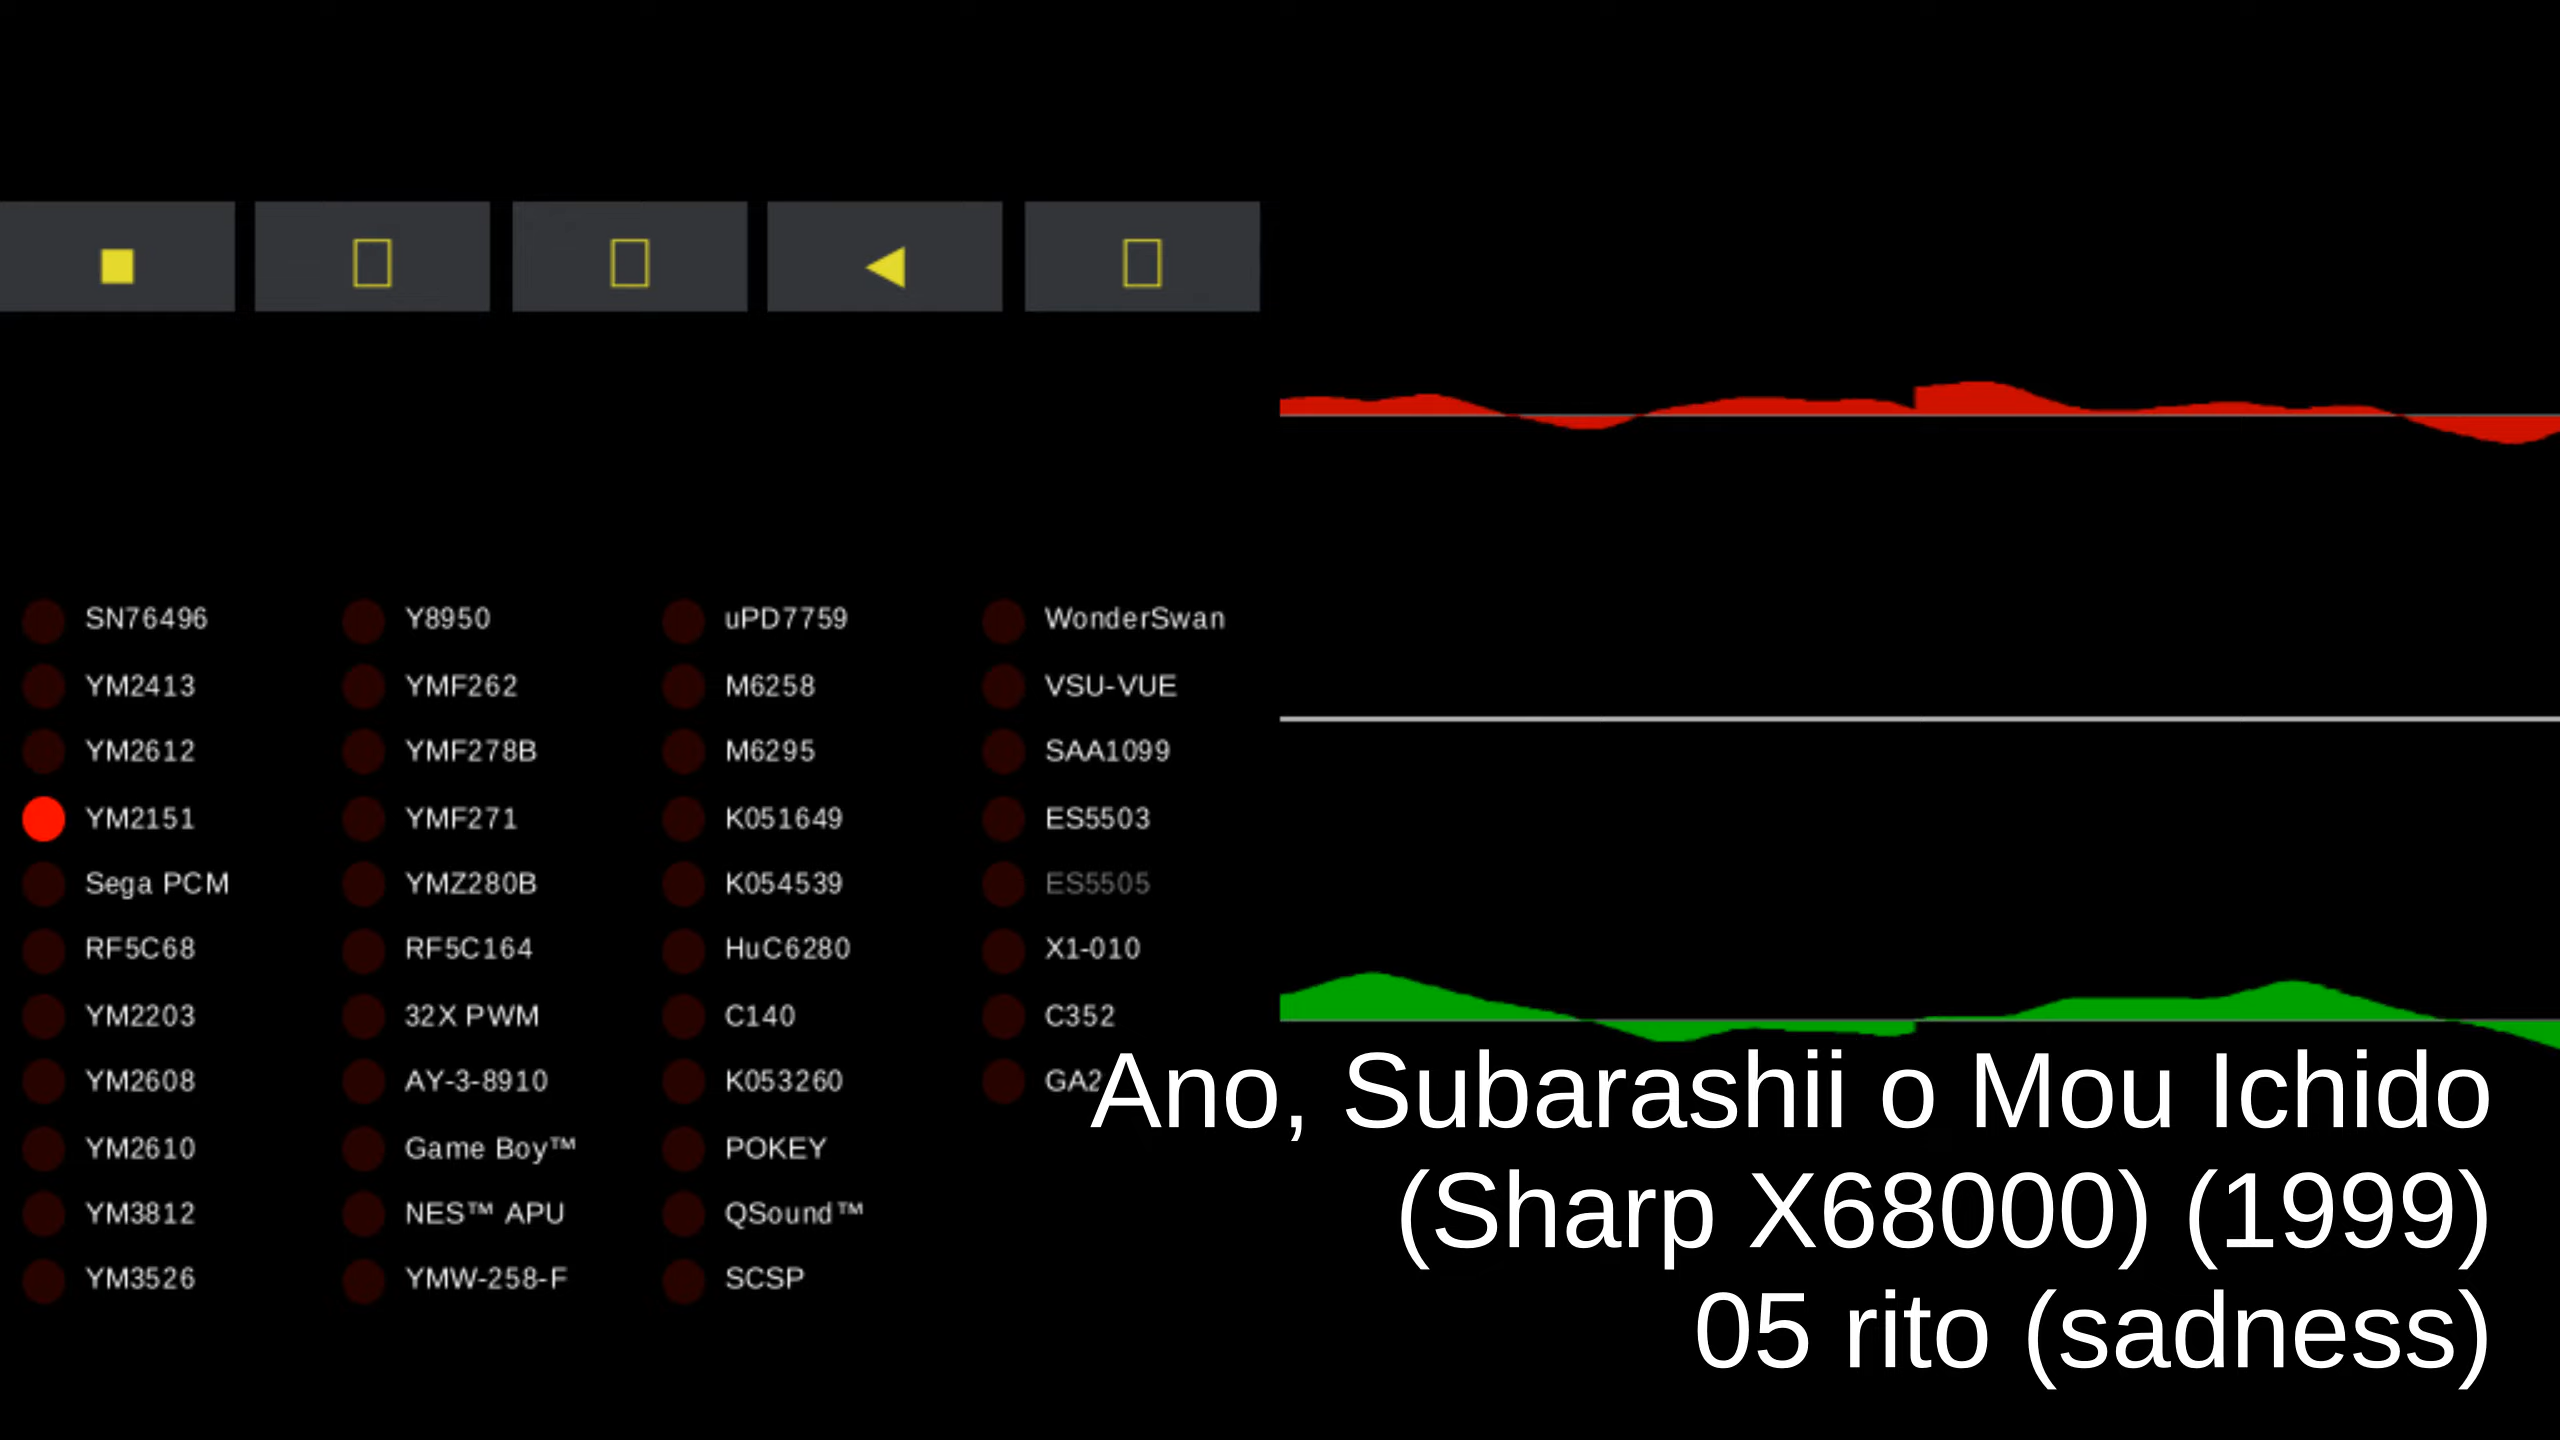 SN76496 Y8950 uPD7759 WonderSwan
YM2413 YMF262 M6258 VSU-VUE
YM2612 YMF278B M6295 SAA1099
YM2151 YMF271 K051649 ES5503
Sega PCM YMZ280B K054539 ES5505
RF5C68 RF5C164 HuC6280 X1-010
YM2203 32X PWM C140 C352
YM2608 AY-3-8910 K053260 GA2
YM2610 Game Boy™ POKEY
YM3812 NES™ APU QSound™
YM3526 YMW-258-F SCSP
Ano, Subarashii o Mou Ichido
(Sharp X68000) (1999)
05 rito (sadness)